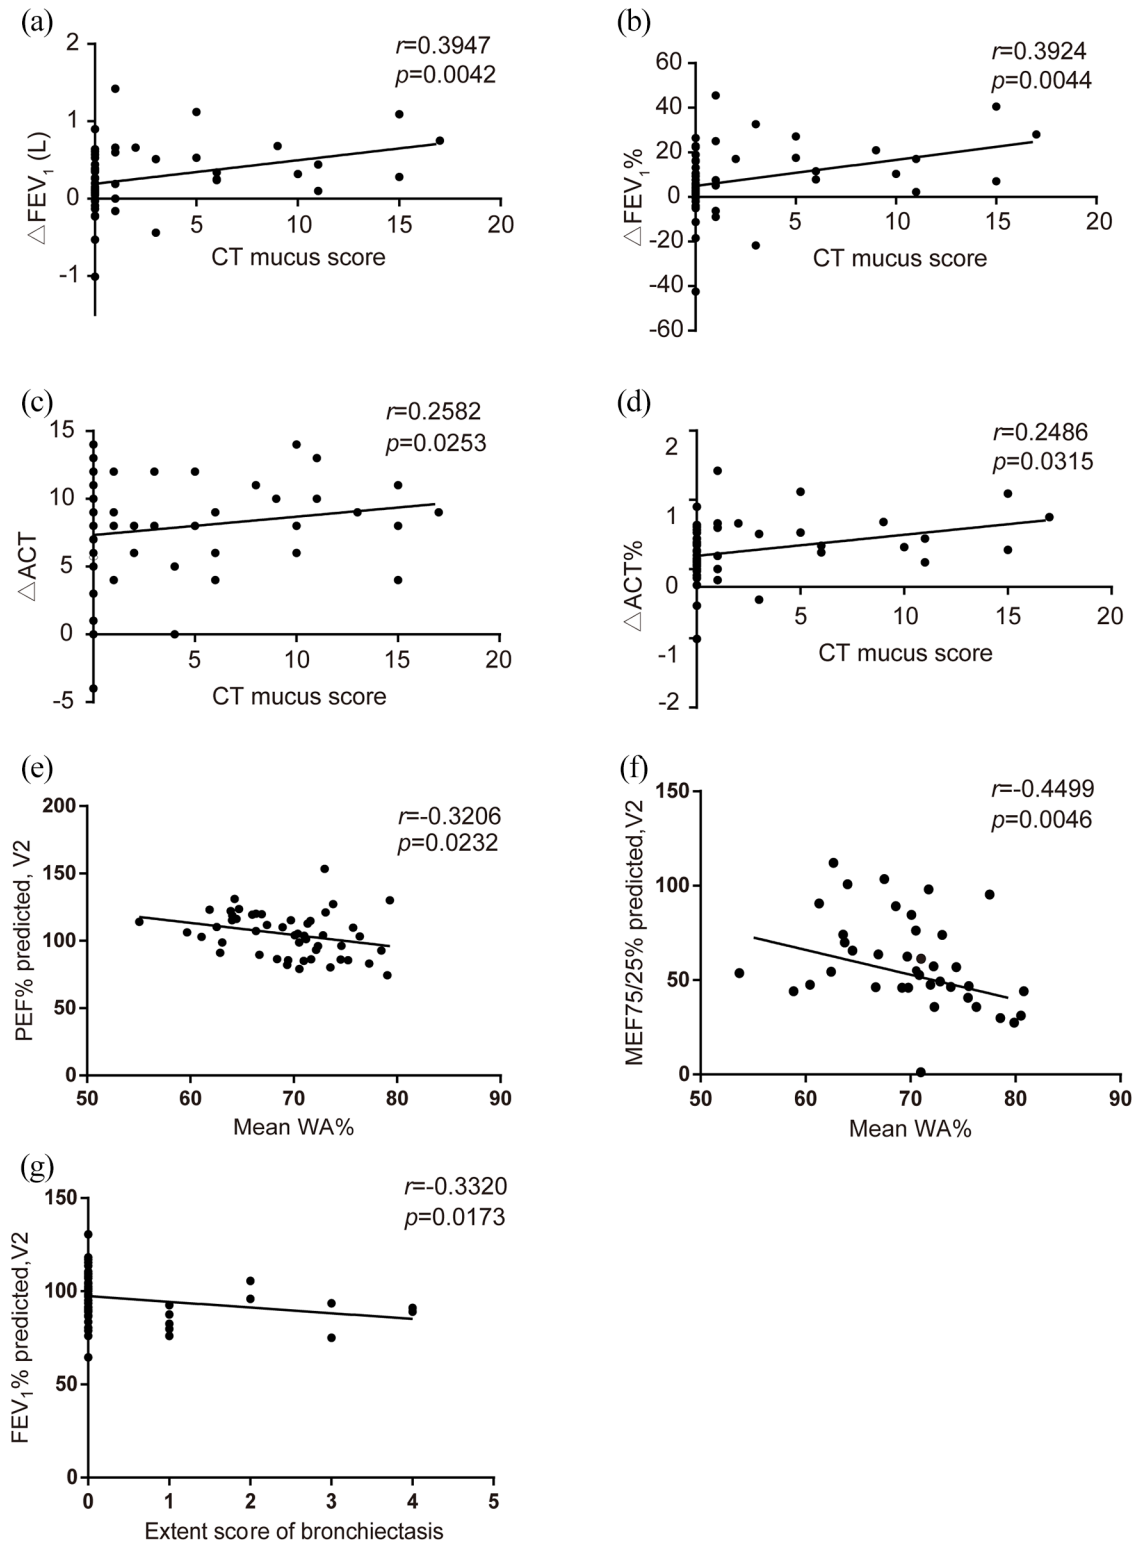 (a)
r=0.3947
p=0.0042
2
1
0
-1
5
10
15
20
△FEV1 (L)
CT mucus score
(b)
r=0.3924
p=0.0044
60
40
20
0
-20
-40
-60
5
10
15
20
△FEV1%
CT mucus score
(c)
r=0.2582
p=0.0253
15
10
5
0
-5
5
10
15
20
△ACT
CT mucus score
(d)
r=0.2486
p=0.0315
2
1
0
-1
-2
5
10
15
20
△ACT%
CT mucus score
(e)
r=-0.3206
p=0.0232
200
150
100
50
0
50
60
70
80
90
PEF% predicted, V2
Mean WA%
(f)
r=-0.4499
p=0.0046
150
100
50
0
50
60
70
80
90
MEF75/25% predicted,V2
Mean WA%
(g)
r=-0.3320
p=0.0173
150
100
50
0
0
1
2
3
4
5
FEV1% predicted,V2
Extent score of bronchiectasis